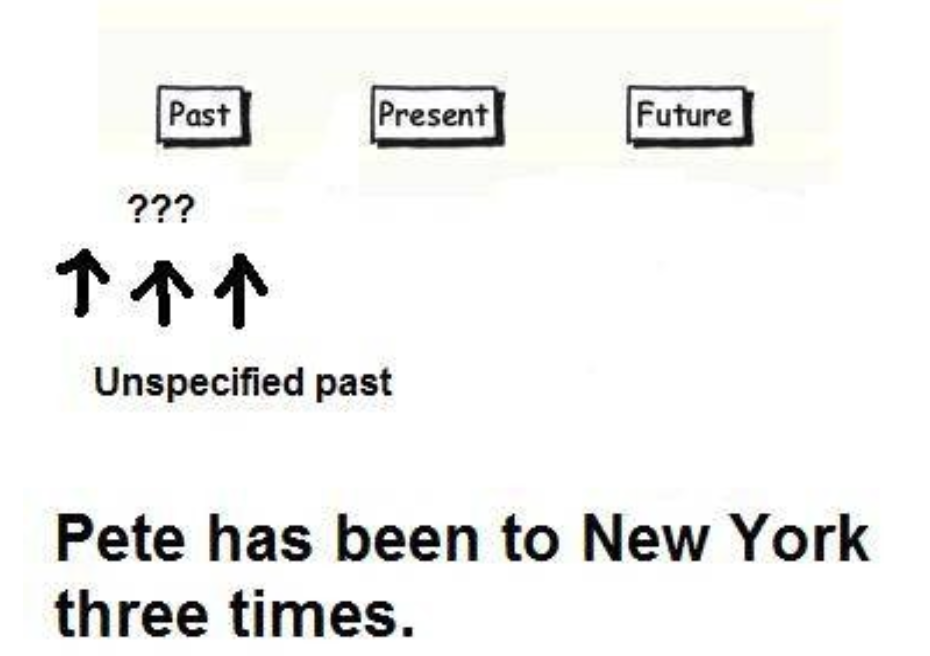 Past Present Future
???
Unspecified past
Pete has been to New York
three times.